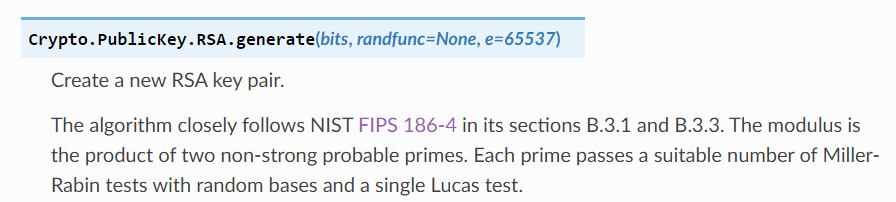 Crypto.PublicKey.RSA.generate(bits, randfunc=None, e=65537)
Create a new RSA key pair.
The algorithm closely follows NIST FIPS 186-4 in its sections B.3.1 and B.3.3. The modulus is
the product of two non-strong probable primes. Each prime passes a suitable number of Miller-
Rabin tests with random bases and a single Lucas test.